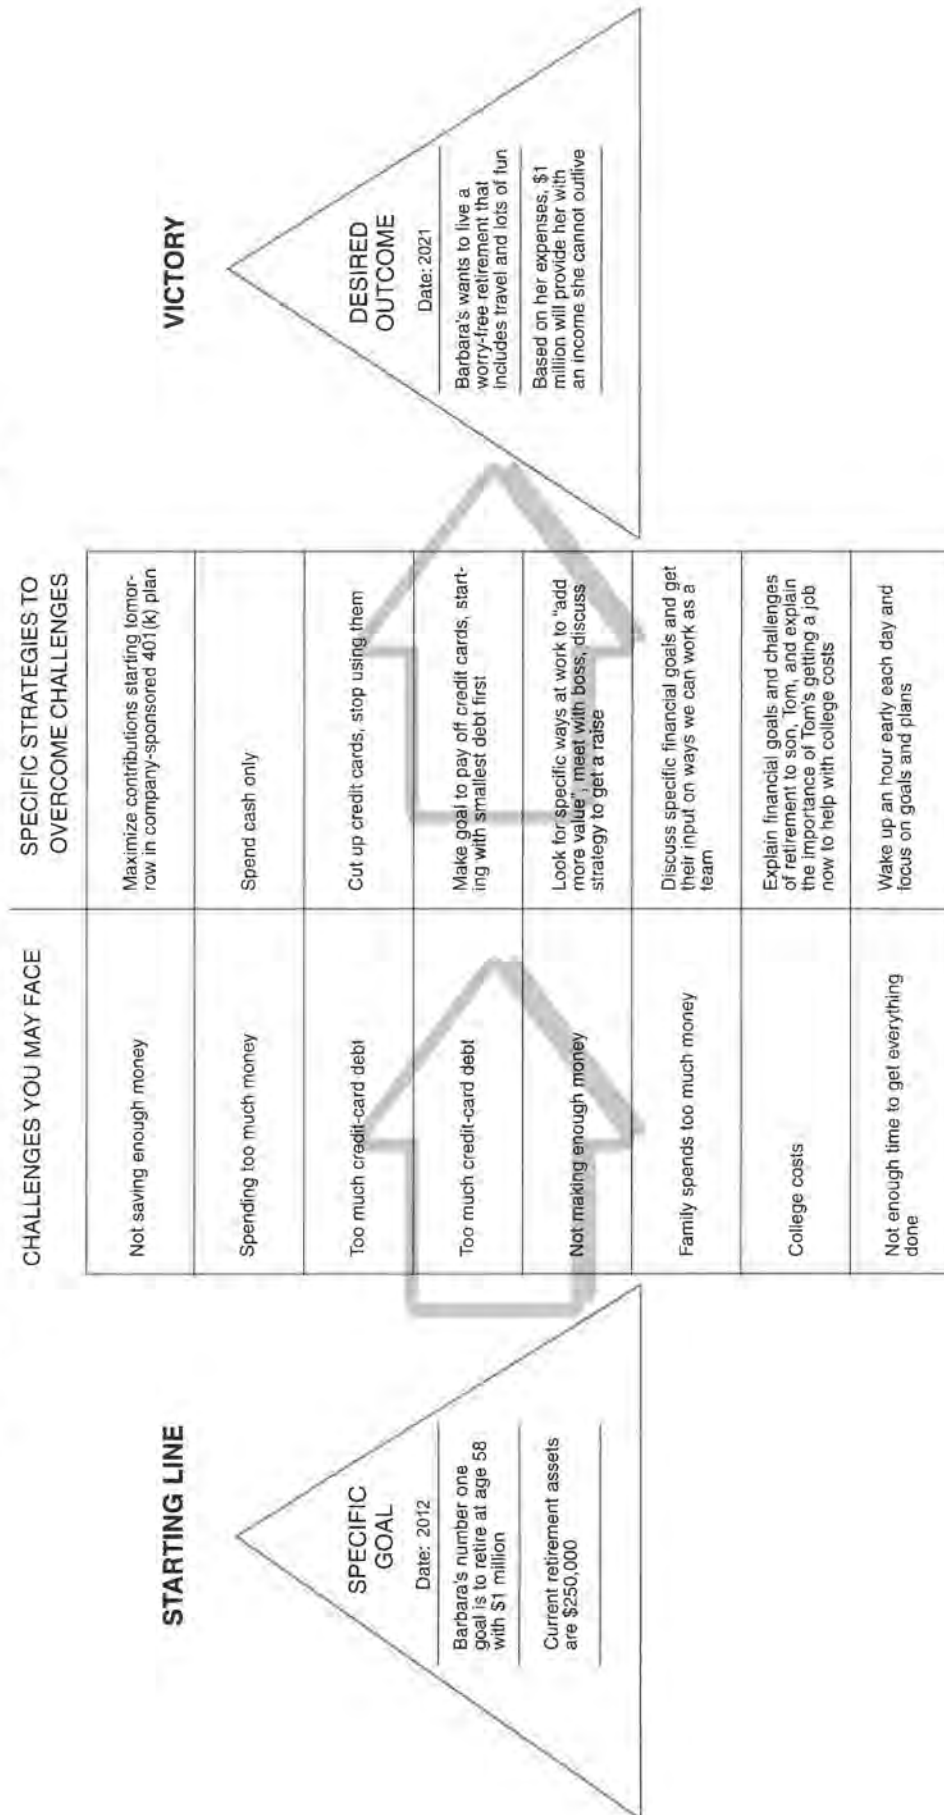 STARTING LINE
SPECIFIC
GOAL
Date: 2012
Barbara's number one
goal is to retire at age 58
with $1 million
Current retirement assets
are $250,000
CHALLENGES YOU MAY FACE
Not saving enough money
Spending too much money
Too much credit-card debt
Too much credit-card debt
Not making enough money
Family spends too much money
College costs
Not enough time to get everything
done
SPECIFIC STRATEGIES TO
OVERCOME CHALLENGES
Maximize contributions starting tomor-
row in company-sponsored 401(k) plan
Spend cash only
Cut up credit cards, stop using them
Make goal to pay off credit cards, start-
ing with smallest debt first
Look for specific ways at work to "add
more value", meet with boss, discuss
strategy to get a raise
Discuss specific financial goals and get
their input on ways we can work as a
team
Explain financial goals and challenges
of retirement to son, Tom, and explain
the importance of Tom's getting a job
now to help with college costs
Wake up an hour early each day and
focus on goals and plans
VICTORY
DESIRED
OUTCOME
Date: 2021
Barbara's wants to live a
worry-free retirement that
includes travel and lots of fun
Based on her expenses, $1
million will provide her with
an income she cannot outlive